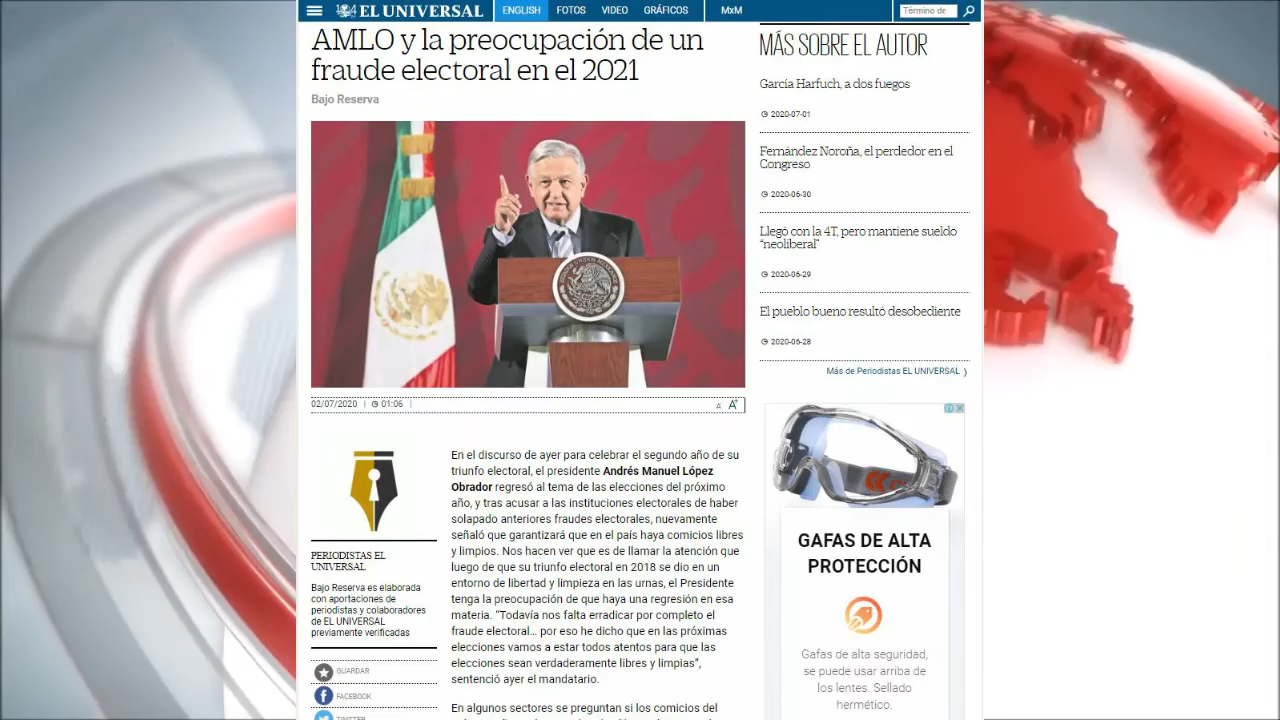 EL UNIVERSAL
ENGLISH FOTOS VIDEO GRÁFICOS MxM Término de
AMLO y la preocupación de un
fraude electoral en el 2021
Bajo Reserva
02/07/2020 | 01:06 | A A+
PERIODISTAS EL
UNIVERSAL
Bajo Reserva es elaborada
con aportaciones de
periodistas y colaboradores
de EL UNIVERSAL
previamente verificadas
GUARDAR
FACEBOOK
TWITTER
En el discurso de ayer para celebrar el segundo año de su
triunfo electoral, el presidente Andrés Manuel López
Obrador regresó al tema de las elecciones del próximo
año, y tras acusar a las instituciones electorales de haber
solapado anteriores fraudes electorales, nuevamente
señaló que garantizará que en el país haya comicios libres
y limpios. Nos hacen ver que es de llamar la atención que
luego de que su triunfo electoral en 2018 se dio en un
entorno de libertad y limpieza en las urnas, el Presidente
tenga la preocupación de que haya una regresión en esa
materia. “Todavía nos falta erradicar por completo el
fraude electoral… por eso he dicho que en las próximas
elecciones vamos a estar todos atentos para que las
elecciones sean verdaderamente libres y limpias”,
sentenció ayer el mandatario.
En algunos sectores se preguntan si los comicios del
MÁS SOBRE EL AUTOR
García Harfuch, a dos fuegos
2020-07-01
Fernández Noroña, el perdedor en el
Congreso
2020-06-30
Llegó con la 4T, pero mantiene sueldo
“neoliberal”
2020-06-29
El pueblo bueno resultó desobediente
2020-06-28
Más de Periodistas EL UNIVERSAL
GAFAS DE ALTA
PROTECCIÓN
Gafas de alta seguridad,
se puede usar arriba de
los lentes. Sellado
hermético.